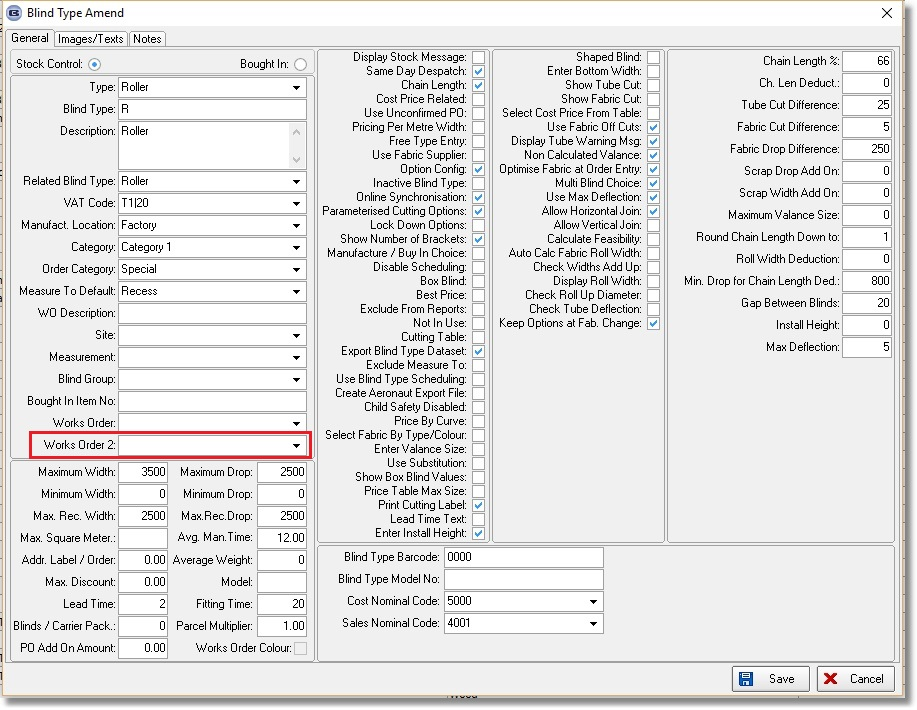 Blind Type Amend
General Images/Texts Notes
Stock Control: Bought In:
Type: Roller
Blind Type: R
Description: Roller
Related Blind Type: Roller
VAT Code: T1|20
Manufact. Location: Factory
Category: Category 1
Order Category: Special
Measure To Default: Recess
WO Description:
Site:
Measurement:
Blind Group:
Bought In Item No:
Works Order:
Works Order 2:
Maximum Width: 3500 Maximum Drop: 2500
Minimum Width: 0 Minimum Drop: 0
Max. Rec. Width: 2500 Max.Rec.Drop: 2500
Max. Square Meter.: Avg. Man.Time: 12.00
Addr. Label / Order: 0.00 Average Weight: 0
Max. Discount: 0.00 Model:
Lead Time: 2 Fitting Time: 20
Blinds / Carrier Pack.: 0 Parcel Multiplier: 1.00
PO Add On Amount: 0.00 Works Order Colour:
Display Stock Message:
Same Day Despatch:
Chain Length:
Cost Price Related:
Use Unconfirmed PO:
Pricing Per Metre Width:
Free Type Entry:
Use Fabric Supplier:
Option Config:
Inactive Blind Type:
Online Synchronisation:
Parameterised Cutting Options:
Lock Down Options:
Show Number of Brackets:
Manufacture / Buy In Choice:
Disable Scheduling:
Box Blind:
Best Price:
Exclude From Reports:
Not In Use:
Cutting Table:
Export Blind Type Dataset:
Exclude Measure To:
Use Blind Type Scheduling:
Create Aeronaut Export File:
Child Safety Disabled:
Price By Curve:
Select Fabric By Type/Colour:
Enter Valance Size:
Use Substitution:
Show Box Blind Values:
Price Table Max Size:
Print Cutting Label:
Lead Time Text:
Enter Install Height:
Shaped Blind:
Enter Bottom Width:
Show Tube Cut:
Show Fabric Cut:
Select Cost Price From Table:
Use Fabric Off Cuts:
Display Tube Warning Msg:
Non Calculated Valance:
Optimise Fabric at Order Entry:
Multi Blind Choice:
Use Max Deflection:
Allow Horizontal Join:
Allow Vertical Join:
Calculate Feasibility:
Auto Calc Fabric Roll Width:
Check Widths Add Up:
Display Roll Width:
Check Roll Up Diameter:
Check Tube Deflection:
Keep Options at Fab. Change:
Chain Length %: 66
Ch. Len Deduct.: 0
Tube Cut Difference: 25
Fabric Cut Difference: 5
Fabric Drop Difference: 250
Scrap Drop Add On: 0
Scrap Width Add On: 0
Maximum Valance Size: 0
Round Chain Length Down to: 1
Roll Width Deduction: 0
Min. Drop for Chain Length Ded.: 800
Gap Between Blinds: 20
Install Height: 0
Max Deflection: 5
Blind Type Barcode: 0000
Blind Type Model No:
Cost Nominal Code: 5000
Sales Nominal Code: 4001
Save Cancel